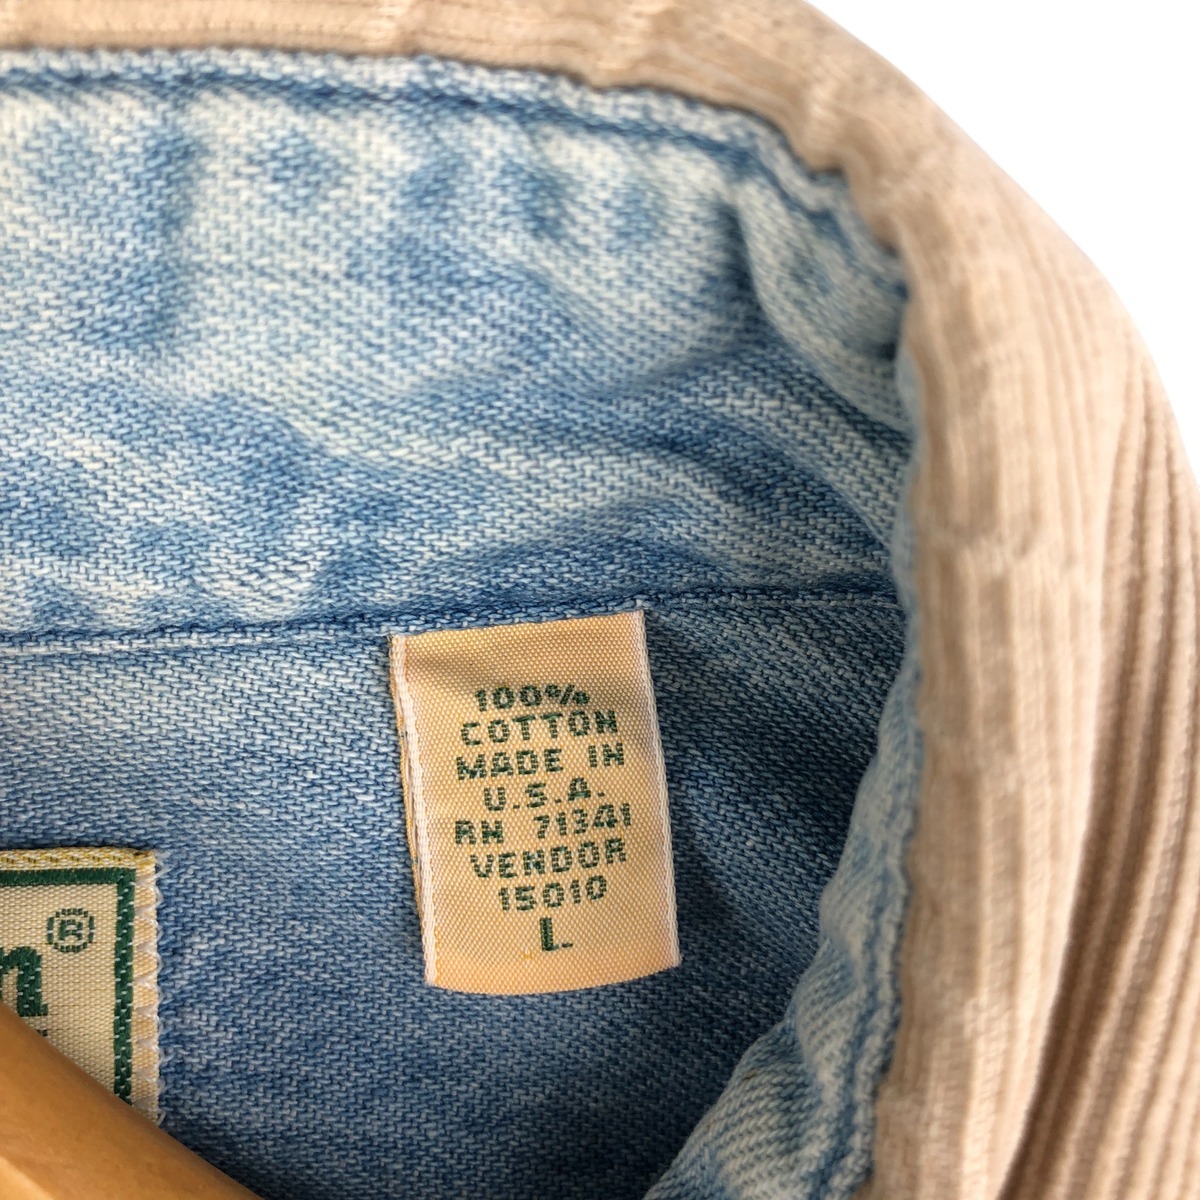 100%
COTTON
MADE IN
U.S.A.
RN 71341
VENDOR
15010
L
n®